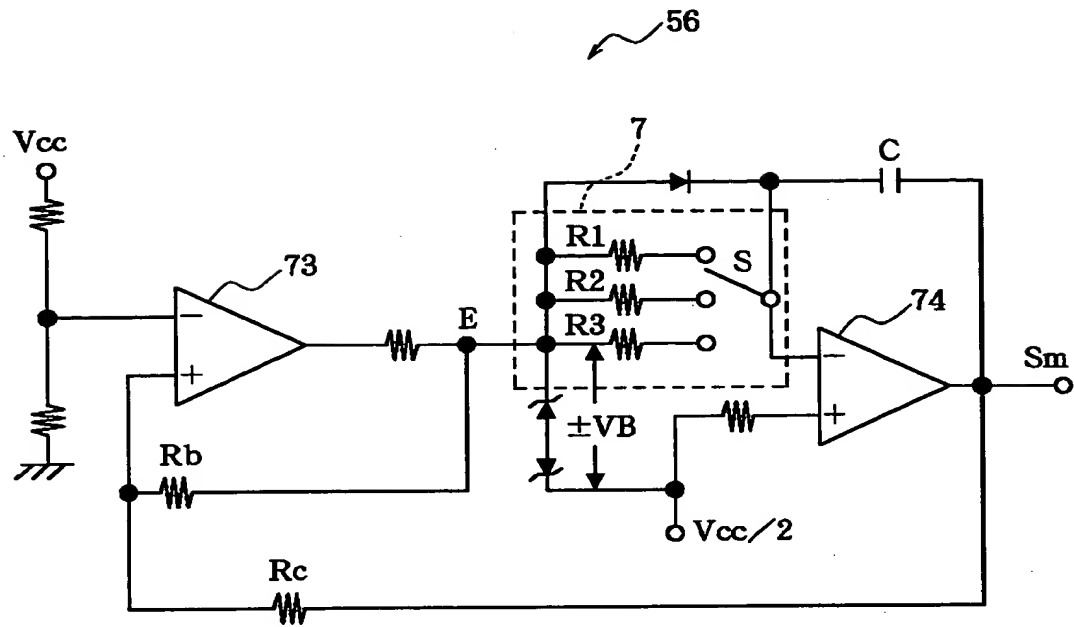 56
7
Vcc
C
R1
S
R2
73
E
74
R3
Sm
−
+
−
+
±VB
Rb
Vcc/2
Rc